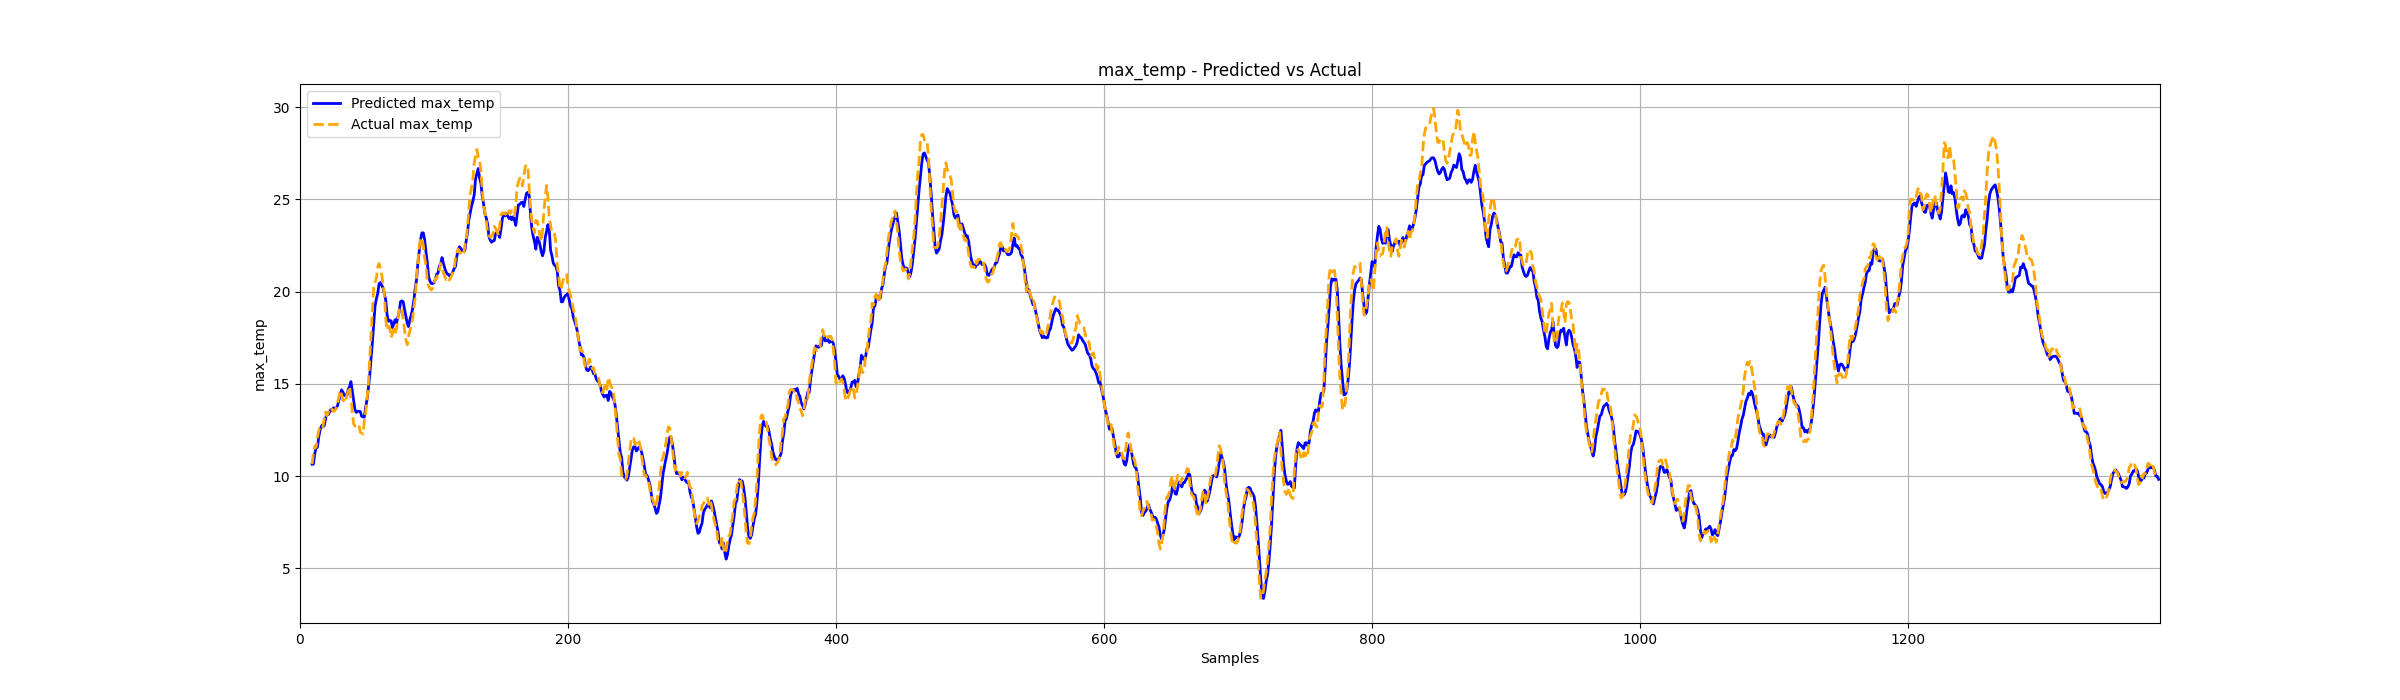 max_temp - Predicted vs Actual
Predicted max_temp
Actual max_temp
30
25
20
15
10
5
max_temp
0 200 400 600 800 1000 1200
Samples